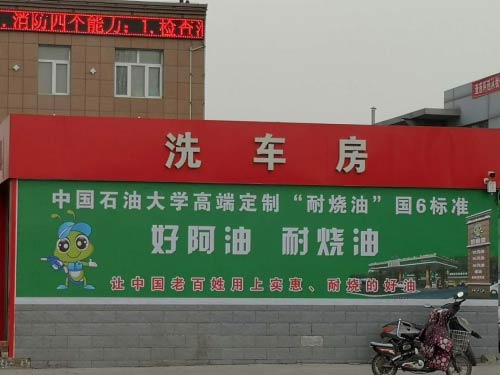 .消防四个能力:1.检查消
洗车房
中国石油大学高端定制“耐烧油”国6标准
好阿油 耐烧油
让中国老百姓用上实惠、耐烧的好油